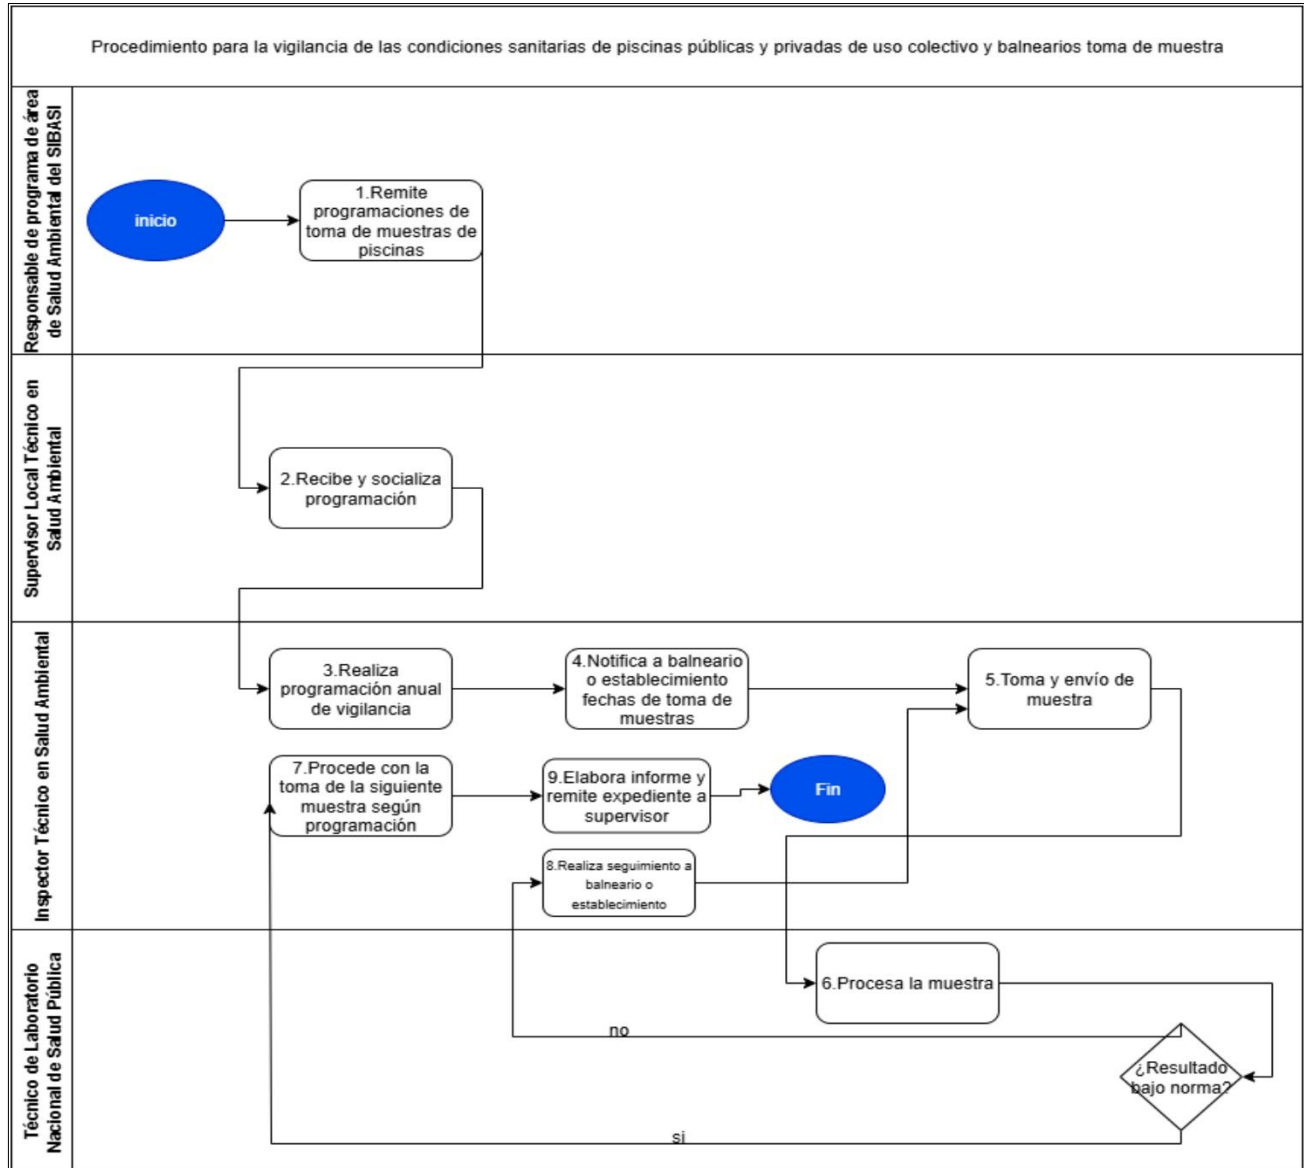 Procedimiento para la vigilancia de las condiciones sanitarias de piscinas públicas y privadas de uso colectivo y balnearios toma de muestra
Responsable de programa de área
de Salud Ambiental del SIBASI
inicio
1.Remite
programaciones de
toma de muestras de
piscinas
Supervisor Local Técnico en
Salud Ambiental
2.Recibe y socializa
programación
Inspector Técnico en Salud Ambiental
3.Realiza
programación anual
de vigilancia
4.Notifica a balneario
o establecimiento
fechas de toma de
muestras
5.Toma y envío de
muestra
7.Procede con la
toma de la siguiente
muestra según
programación
9.Elabora informe y
remite expediente a
supervisor
Fin
8.Realiza seguimiento a
balneario o
establecimiento
Técnico de Laboratorio
Nacional de Salud Pública
6.Procesa la muestra
no
¿Resultado
bajo norma?
si